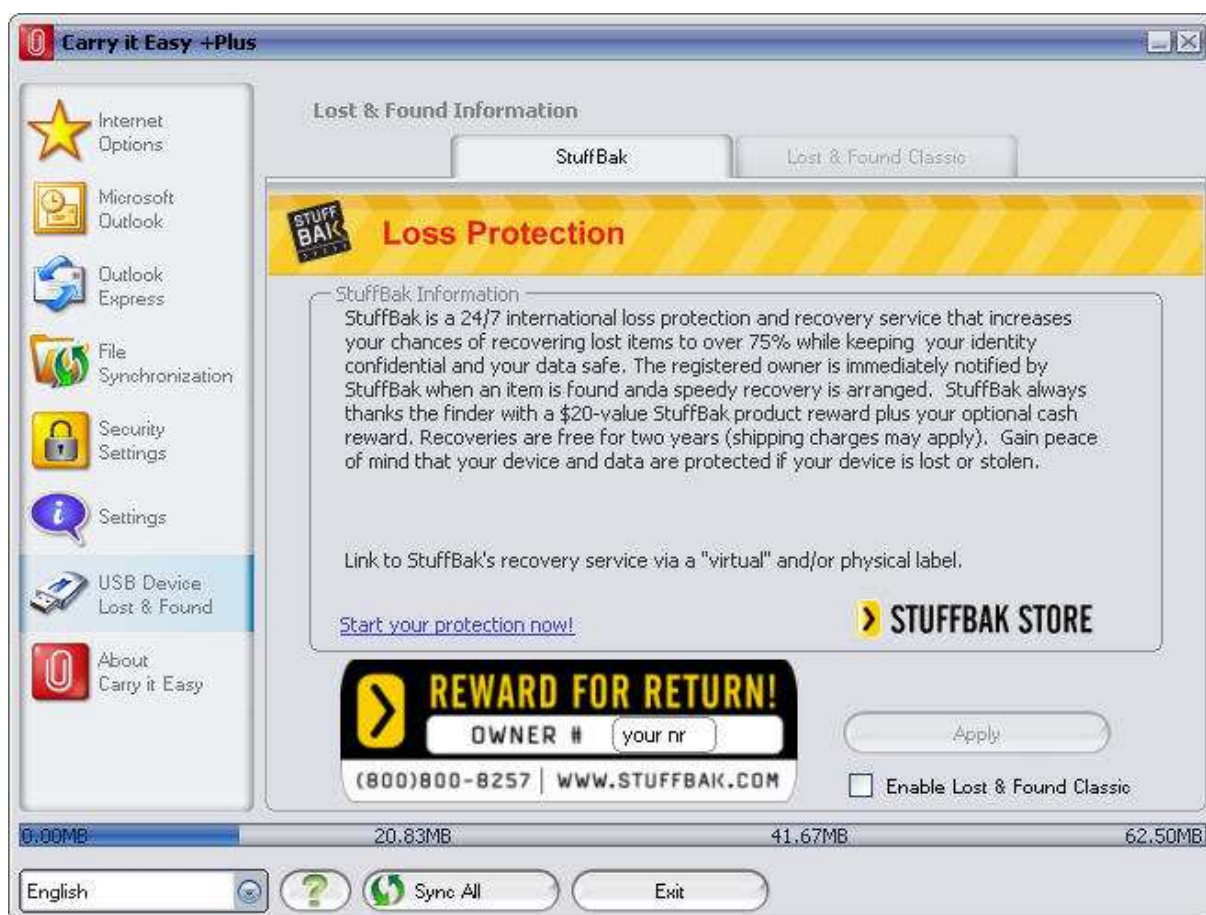 Carry it Easy +Plus
Internet
Options
Microsoft
Outlook
Outlook
Express
File
Synchronization
Security
Settings
Settings
USB Device
Lost & Found
About
Carry it Easy
Lost & Found Information
StuffBak
Lost & Found Classic
STUFF
BAK
Loss Protection
StuffBak Information
StuffBak is a 24/7 international loss protection and recovery service that increases
your chances of recovering lost items to over 75% while keeping your identity
confidential and your data safe. The registered owner is immediately notified by
StuffBak when an item is found anda speedy recovery is arranged. StuffBak always
thanks the finder with a $20-value StuffBak product reward plus your optional cash
reward. Recoveries are free for two years (shipping charges may apply). Gain peace
of mind that your device and data are protected if your device is lost or stolen.
Link to StuffBak's recovery service via a "virtual" and/or physical label.
Start your protection now!
STUFFBAK STORE
REWARD FOR RETURN!
OWNER # your nr
(800)800-8257 | WWW.STUFFBAK.COM
Apply
Enable Lost & Found Classic
0.00MB 20.83MB 41.67MB 62.50MB
English
? Sync All Exit